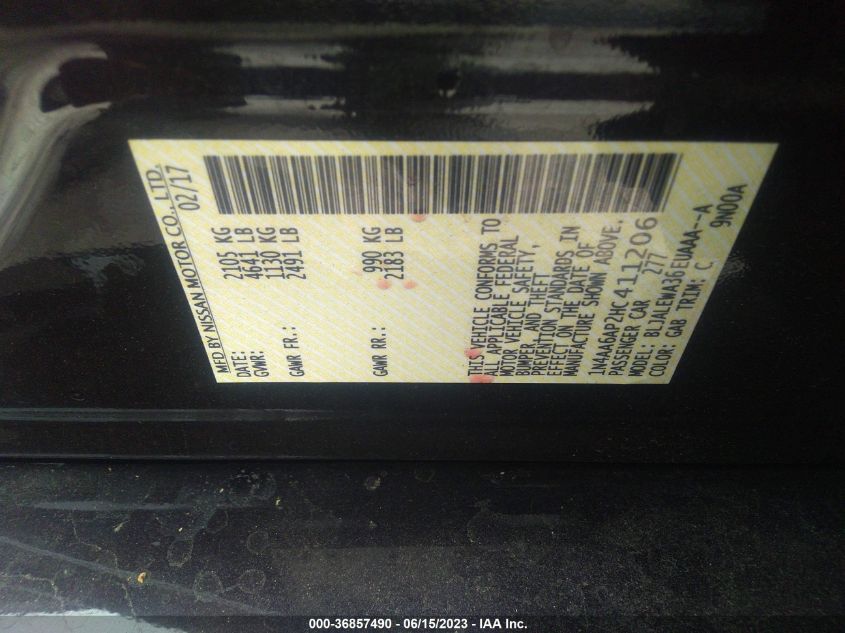 MFD BY NISSAN MOTOR CO., LTD.
DATE: 02/17
GVWR: 2105 KG
4641 LB
GAWR FR.: 1130 KG
2491 LB
GAWR RR.: 990 KG
2183 LB
THIS VEHICLE CONFORMS TO
ALL APPLICABLE FEDERAL
MOTOR VEHICLE SAFETY,
BUMPER, AND THEFT
PREVENTION STANDARDS IN
EFFECT ON THE DATE OF
MANUFACTURE SHOWN ABOVE.
1N4AA6AP2HC411206
PASSENGER CAR 277
MODEL: BLJALEWA36EUAAA--A
COLOR: GAB TRIM: C 9N00A
000-36857490 - 06/15/2023 - IAA Inc.